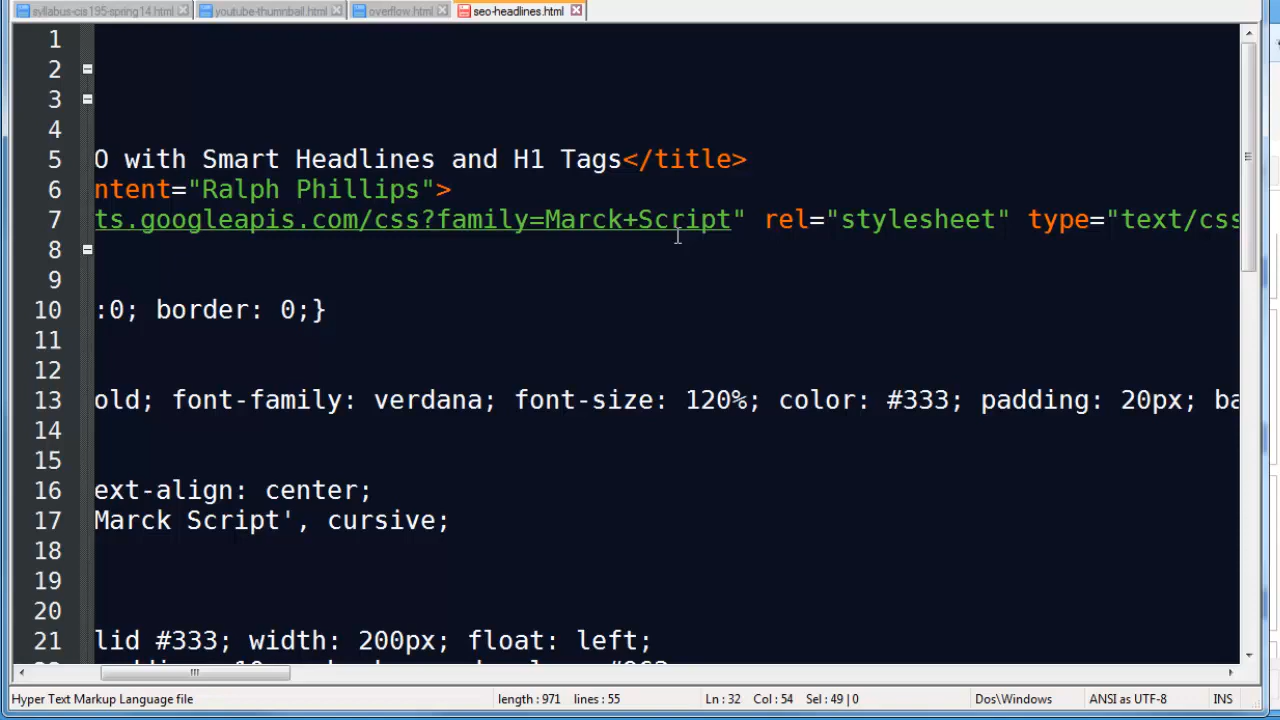 syllabus-cis195-spring14.html youtube-thumnbail.html overflow.html seo-headlines.html
1
2
3
4
5 O with Smart Headlines and H1 Tags</title>
6 ntent="Ralph Phillips">
7 ts.googleapis.com/css?family=Marck+Script" rel="stylesheet" type="text/css
8
9
10 :0; border: 0;}
11
12
13 old; font-family: verdana; font-size: 120%; color: #333; padding: 20px; ba
14
15
16 ext-align: center;
17 Marck Script', cursive;
18
19
20
21 lid #333; width: 200px; float: left;
Hyper Text Markup Language file length : 971 lines : 55 Ln : 32 Col : 54 Sel : 49 | 0 Dos\Windows ANSI as UTF-8 INS